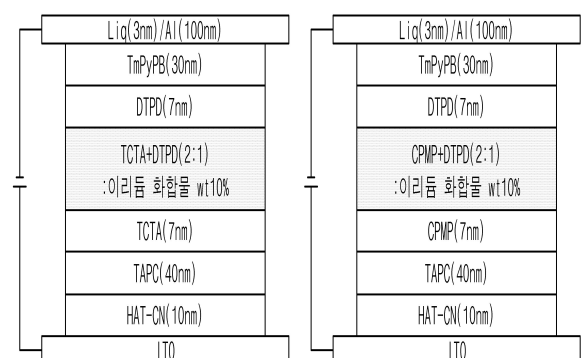 Liq(3nm)/Al(100nm)
TmPyPB(30nm)
DTPD(7nm)
TCTA+DTPD(2:1)
:이리듐 화합물 wt10%
TCTA(7nm)
TAPC(40nm)
HAT-CN(10nm)
ITO
Liq(3nm)/Al(100nm)
TmPyPB(30nm)
DTPD(7nm)
CPMP+DTPD(2:1)
:이리듐 화합물 wt10%
CPMP(7nm)
TAPC(40nm)
HAT-CN(10nm)
ITO